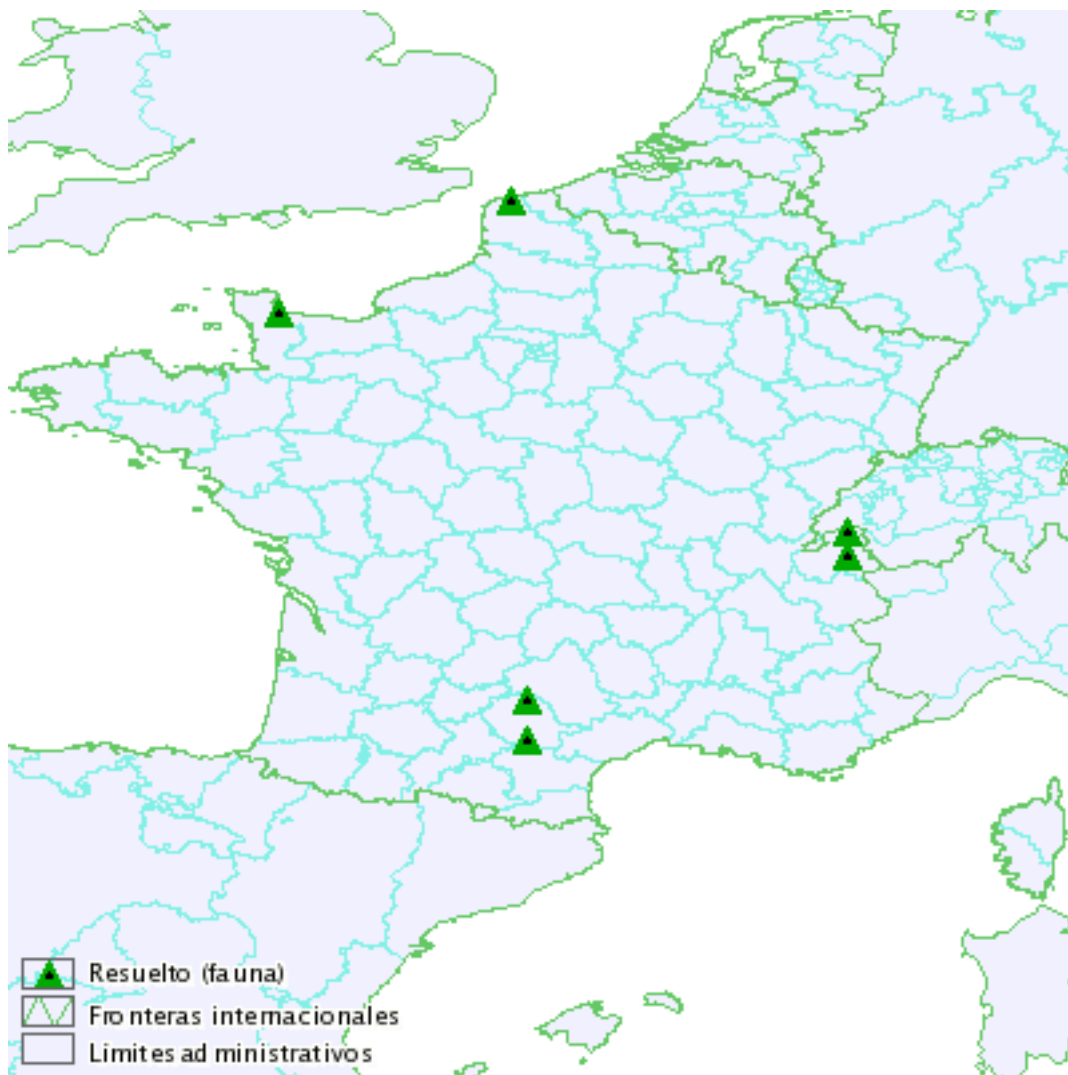 Resuelto (fauna)
Fronteras internacionales
Limites administrativos